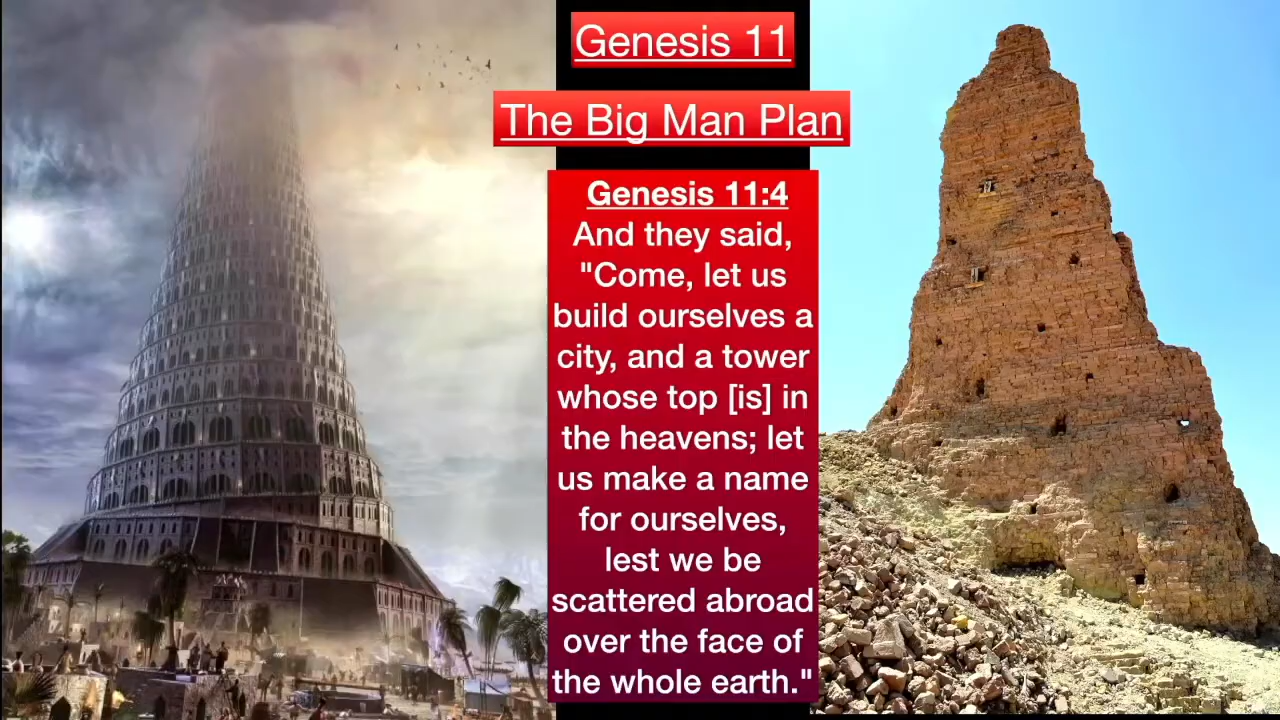 Genesis 11
The Big Man Plan
Genesis 11:4
And they said,
"Come, let us
build ourselves a
city, and a tower
whose top [is] in
the heavens; let
us make a name
for ourselves,
lest we be
scattered abroad
over the face of
the whole earth."